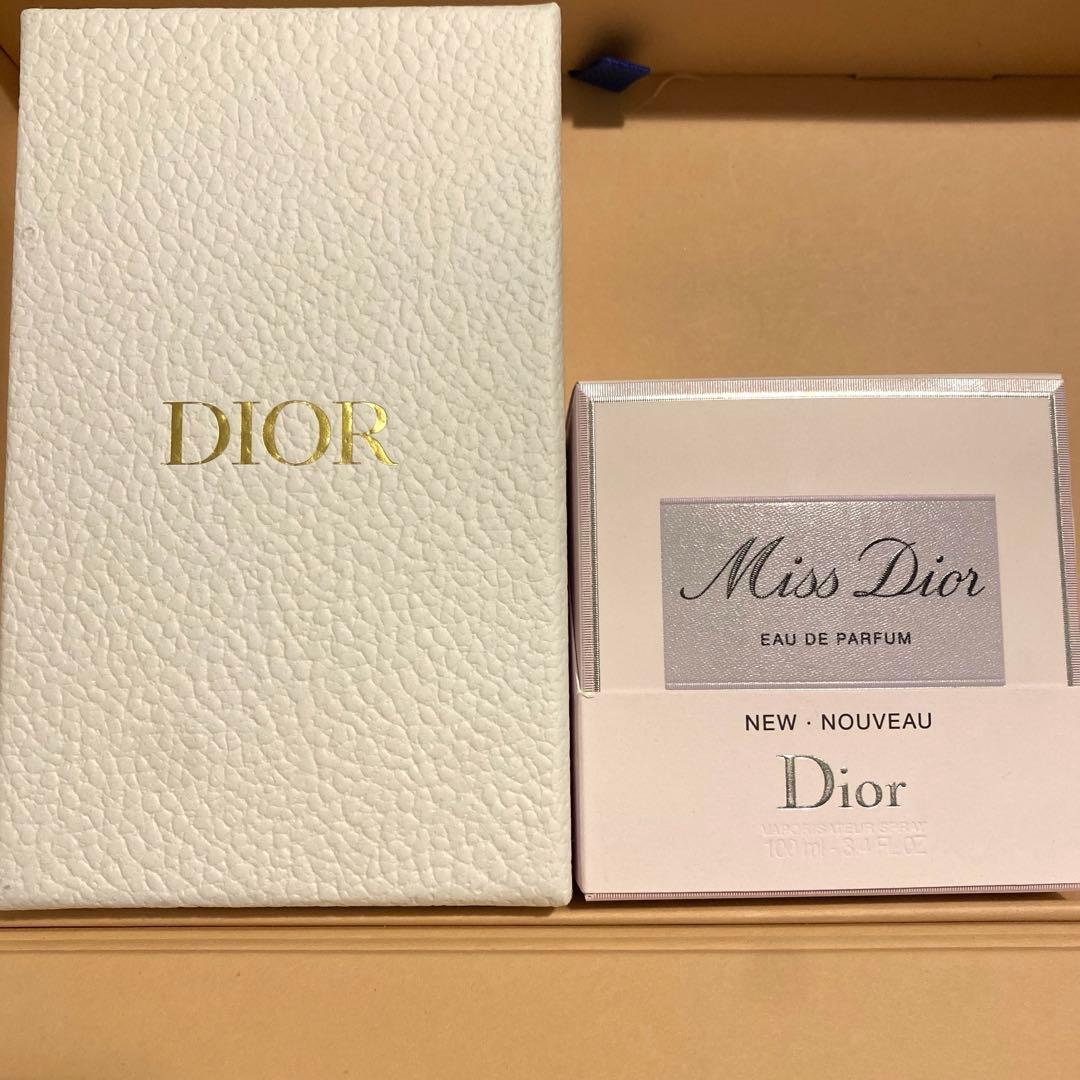 DIOR
Miss Dior
EAU DE PARFUM
NEW · NOUVEAU
Dior
VAPORISATEUR SPRAY
100 ml - 3.4 FL.OZ